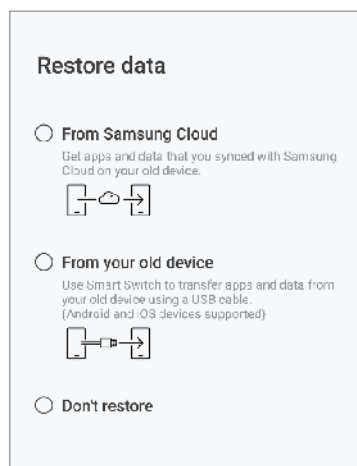 Restore data
From Samsung Cloud
Get apps and data that you synced with Samsung
Cloud on your old device.
From your old device
Use Smart Switch to transfer apps and data from
your old device using a USB cable.
(Android and iOS devices supported)
Don't restore